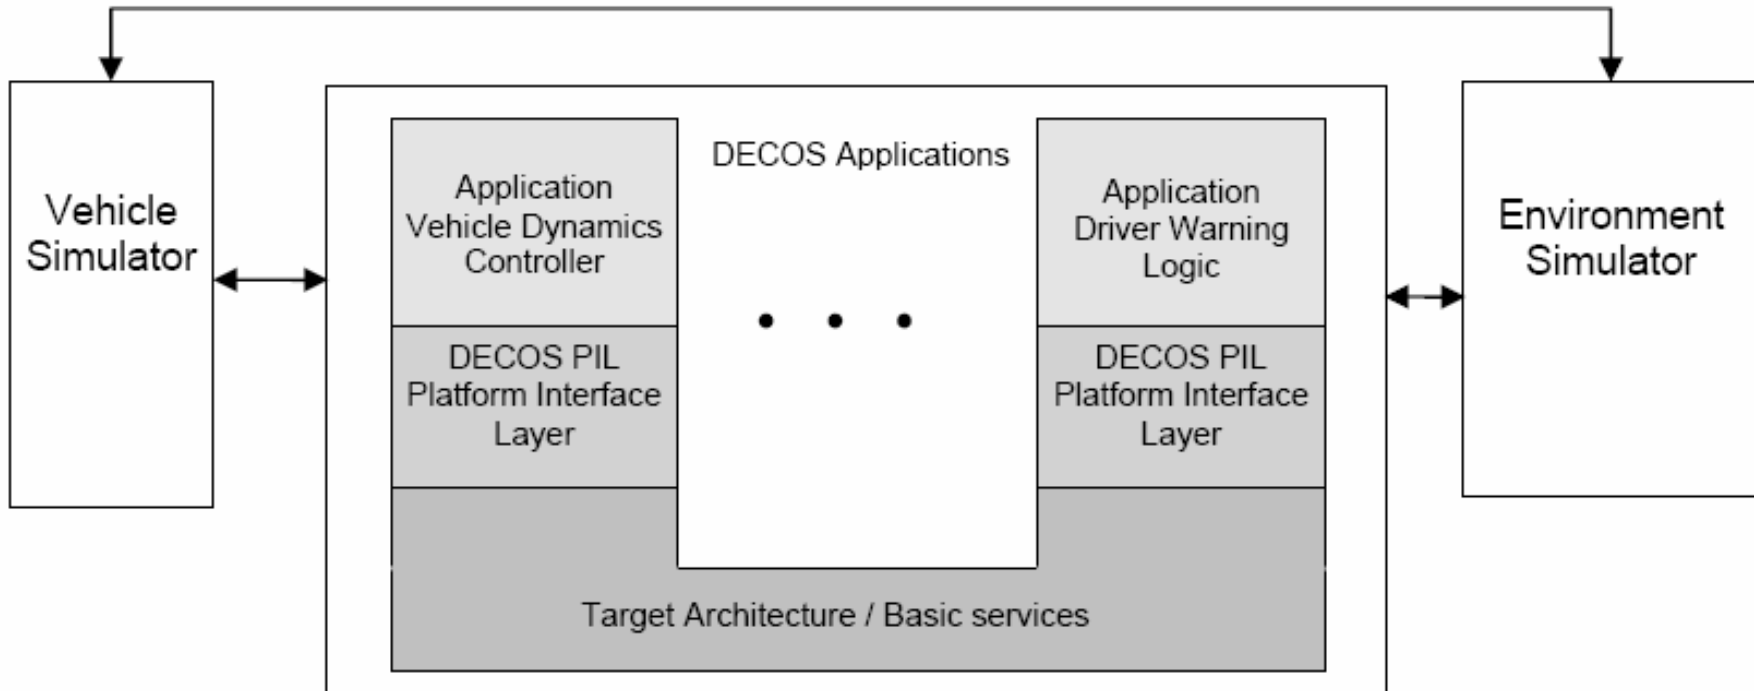 Vehicle
Simulator
Application
Vehicle Dynamics
Controller
DECOS PIL
Platform Interface
Layer
DECOS Applications
Application
Driver Warning
Logic
DECOS PIL
Platform Interface
Layer
Target Architecture / Basic services
Environment
Simulator